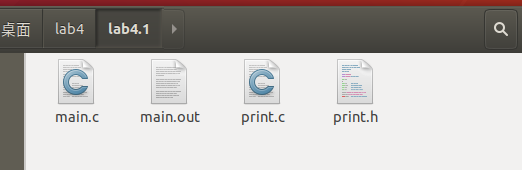 桌面 lab4 lab4.1
main.c main.out print.c print.h